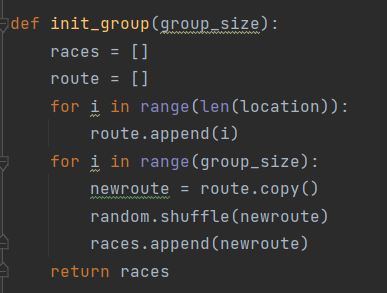 def init_group(group_size):
    races = []
    route = []
    for i in range(len(location)):
        route.append(i)
    for i in range(group_size):
        newroute = route.copy()
        random.shuffle(newroute)
        races.append(newroute)
    return races